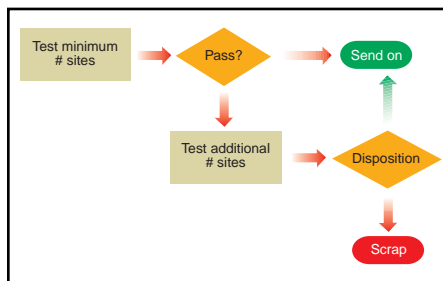 Test minimum
# sites
Pass?
Send on
Test additional
# sites
Disposition
Scrap